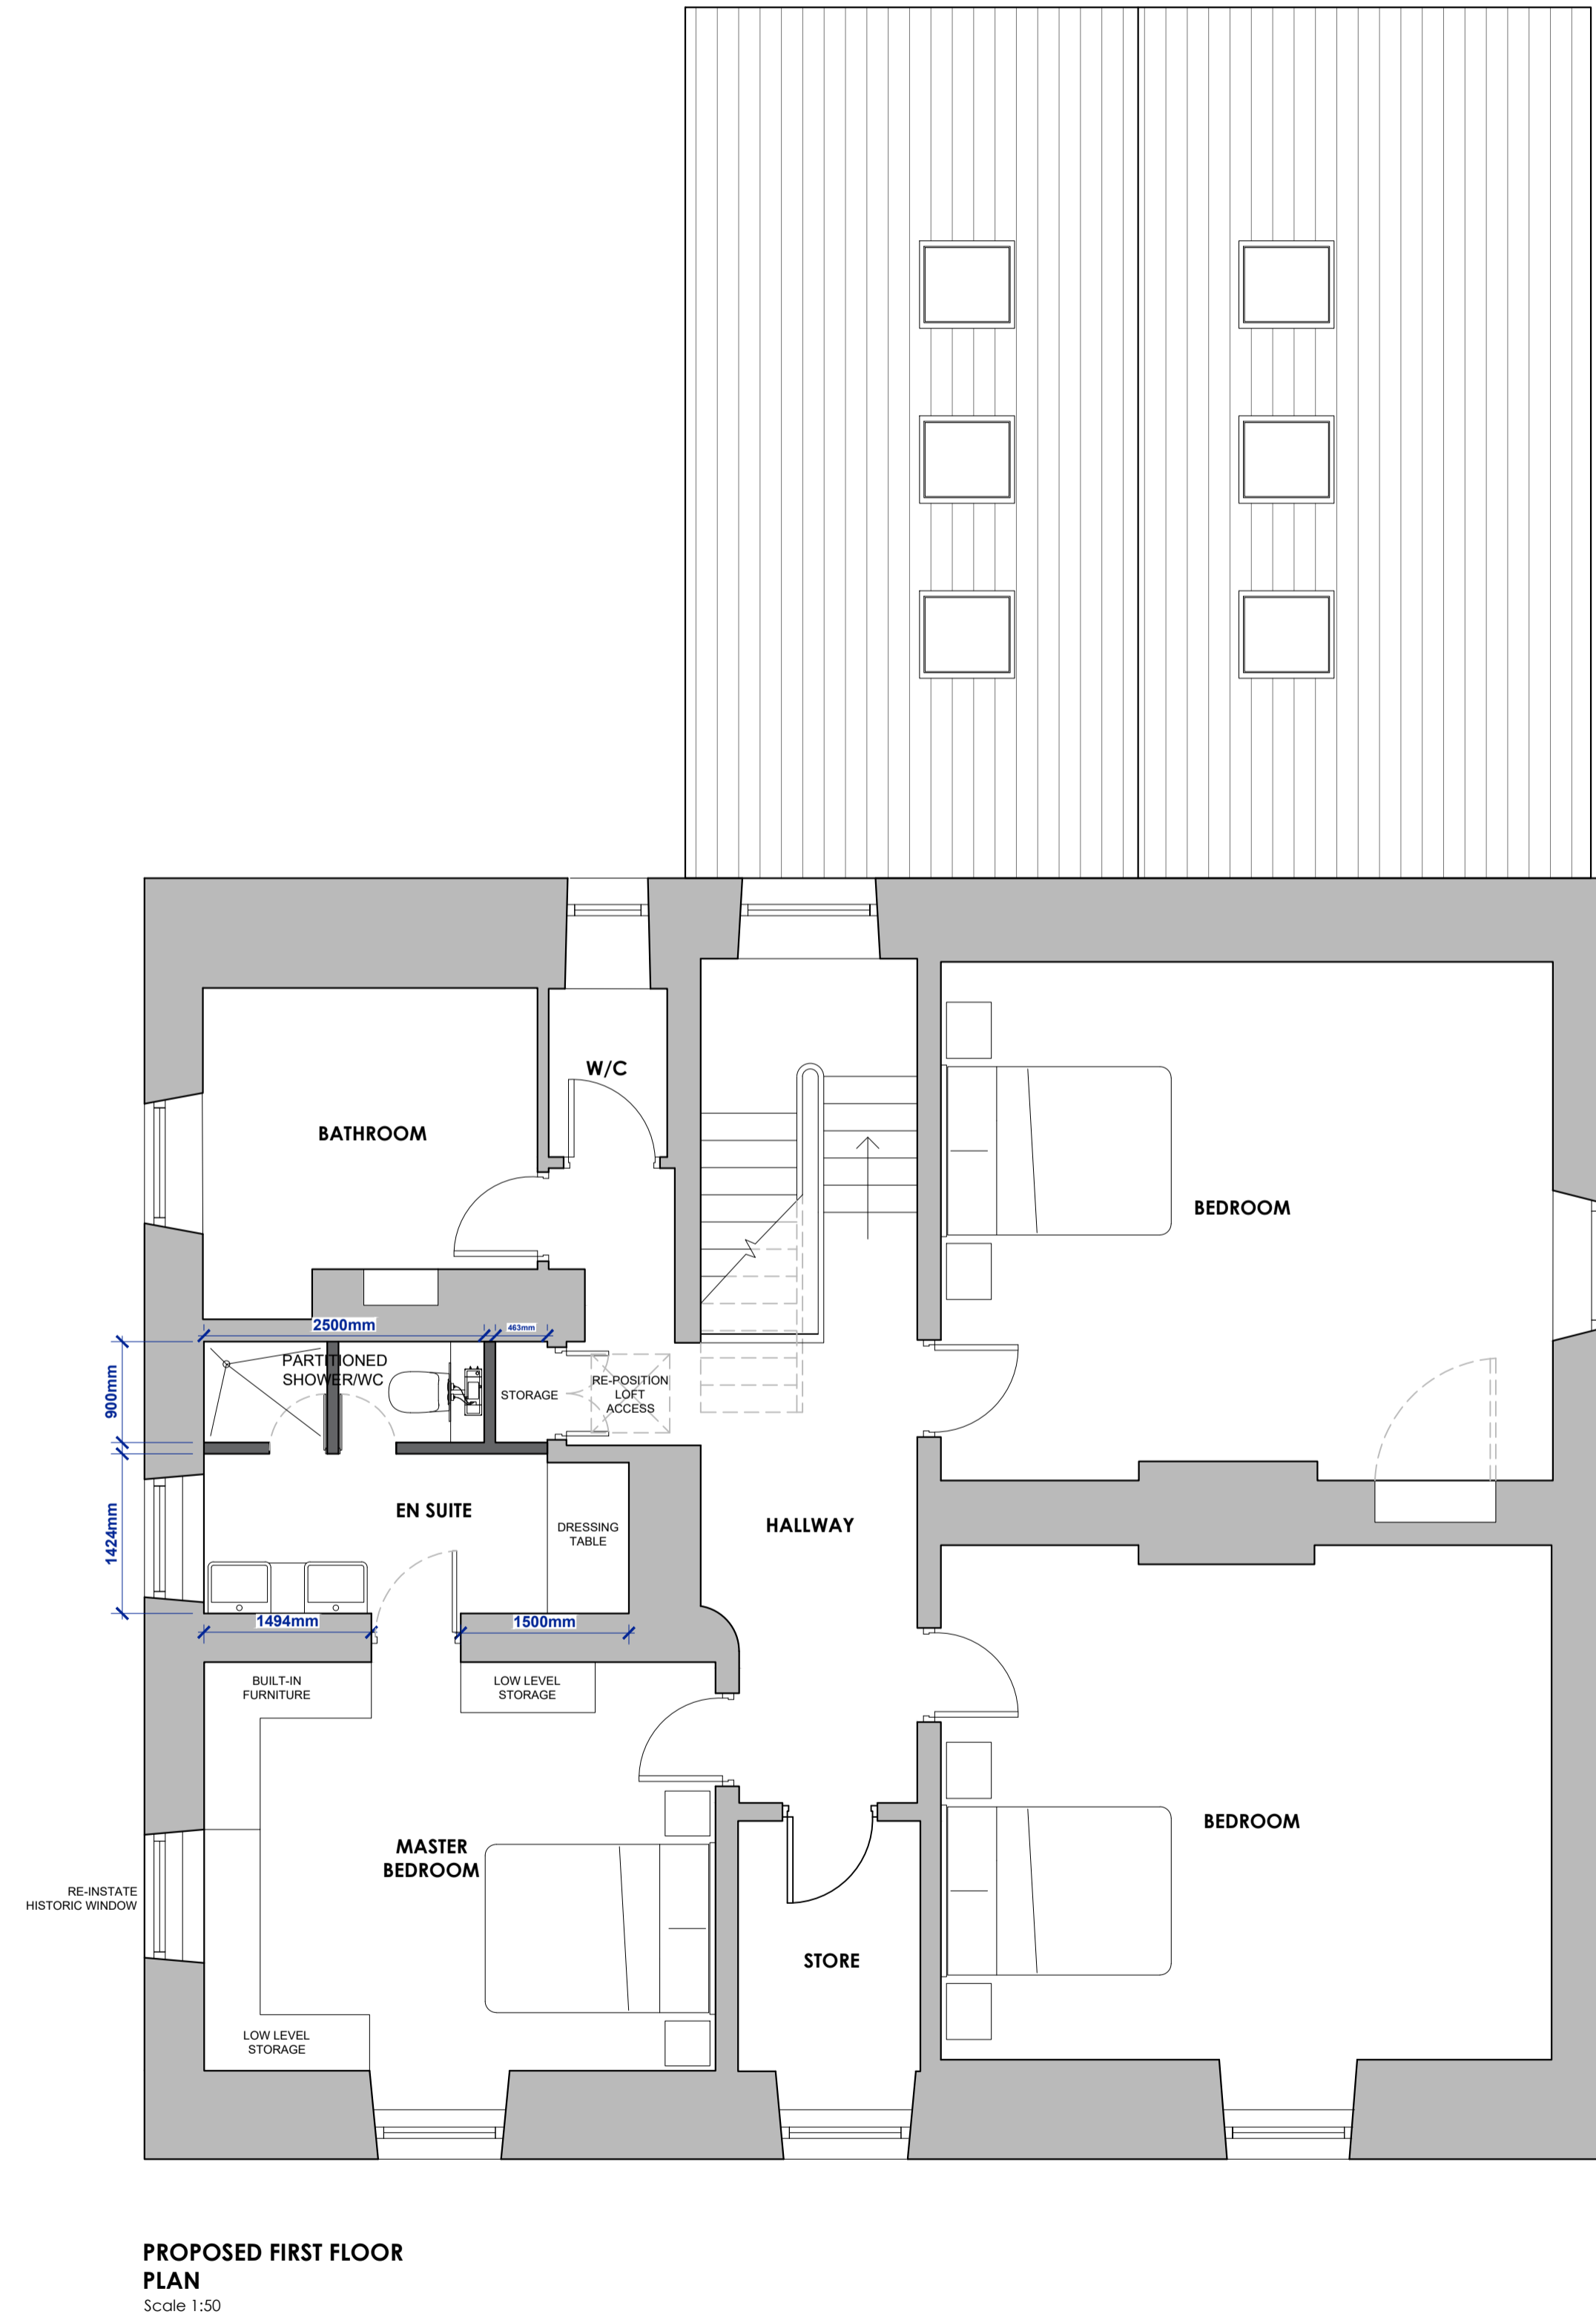 W/C
BATHROOM
BEDROOM
2500mm
463mm
PARTITIONED
SHOWER/WC
900mm
STORAGE
RE-POSITION
LOFT
ACCESS
EN SUITE
DRESSING
TABLE
HALLWAY
1424mm
1494mm
1500mm
BUILT-IN
FURNITURE
LOW LEVEL
STORAGE
MASTER
BEDROOM
BEDROOM
RE-INSTATE
HISTORIC WINDOW
STORE
LOW LEVEL
STORAGE
PROPOSED FIRST FLOOR
PLAN
Scale 1:50